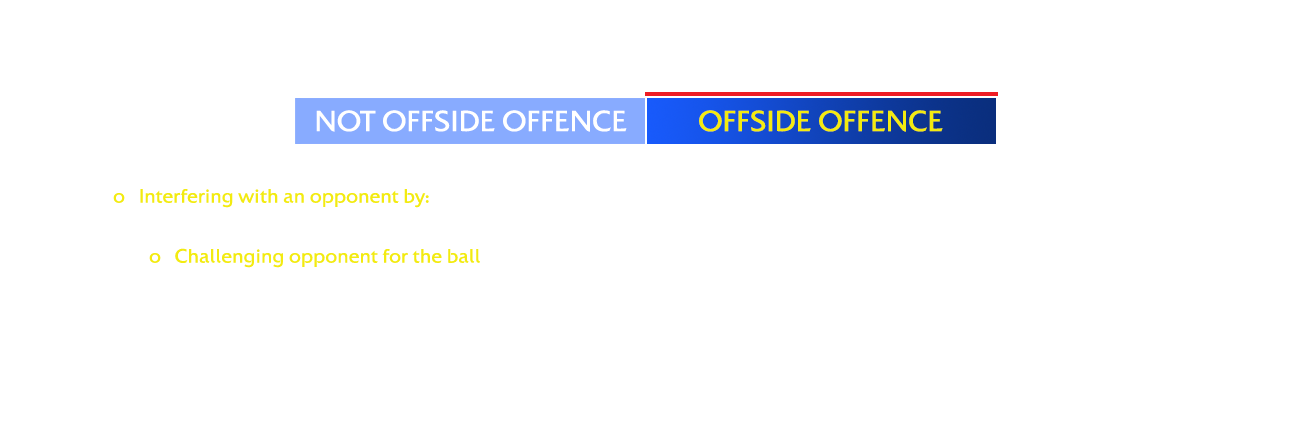 NOT OFFSIDE OFFENCE OFFSIDE OFFENCE
o Interfering with an opponent by:
o Challenging opponent for the ball